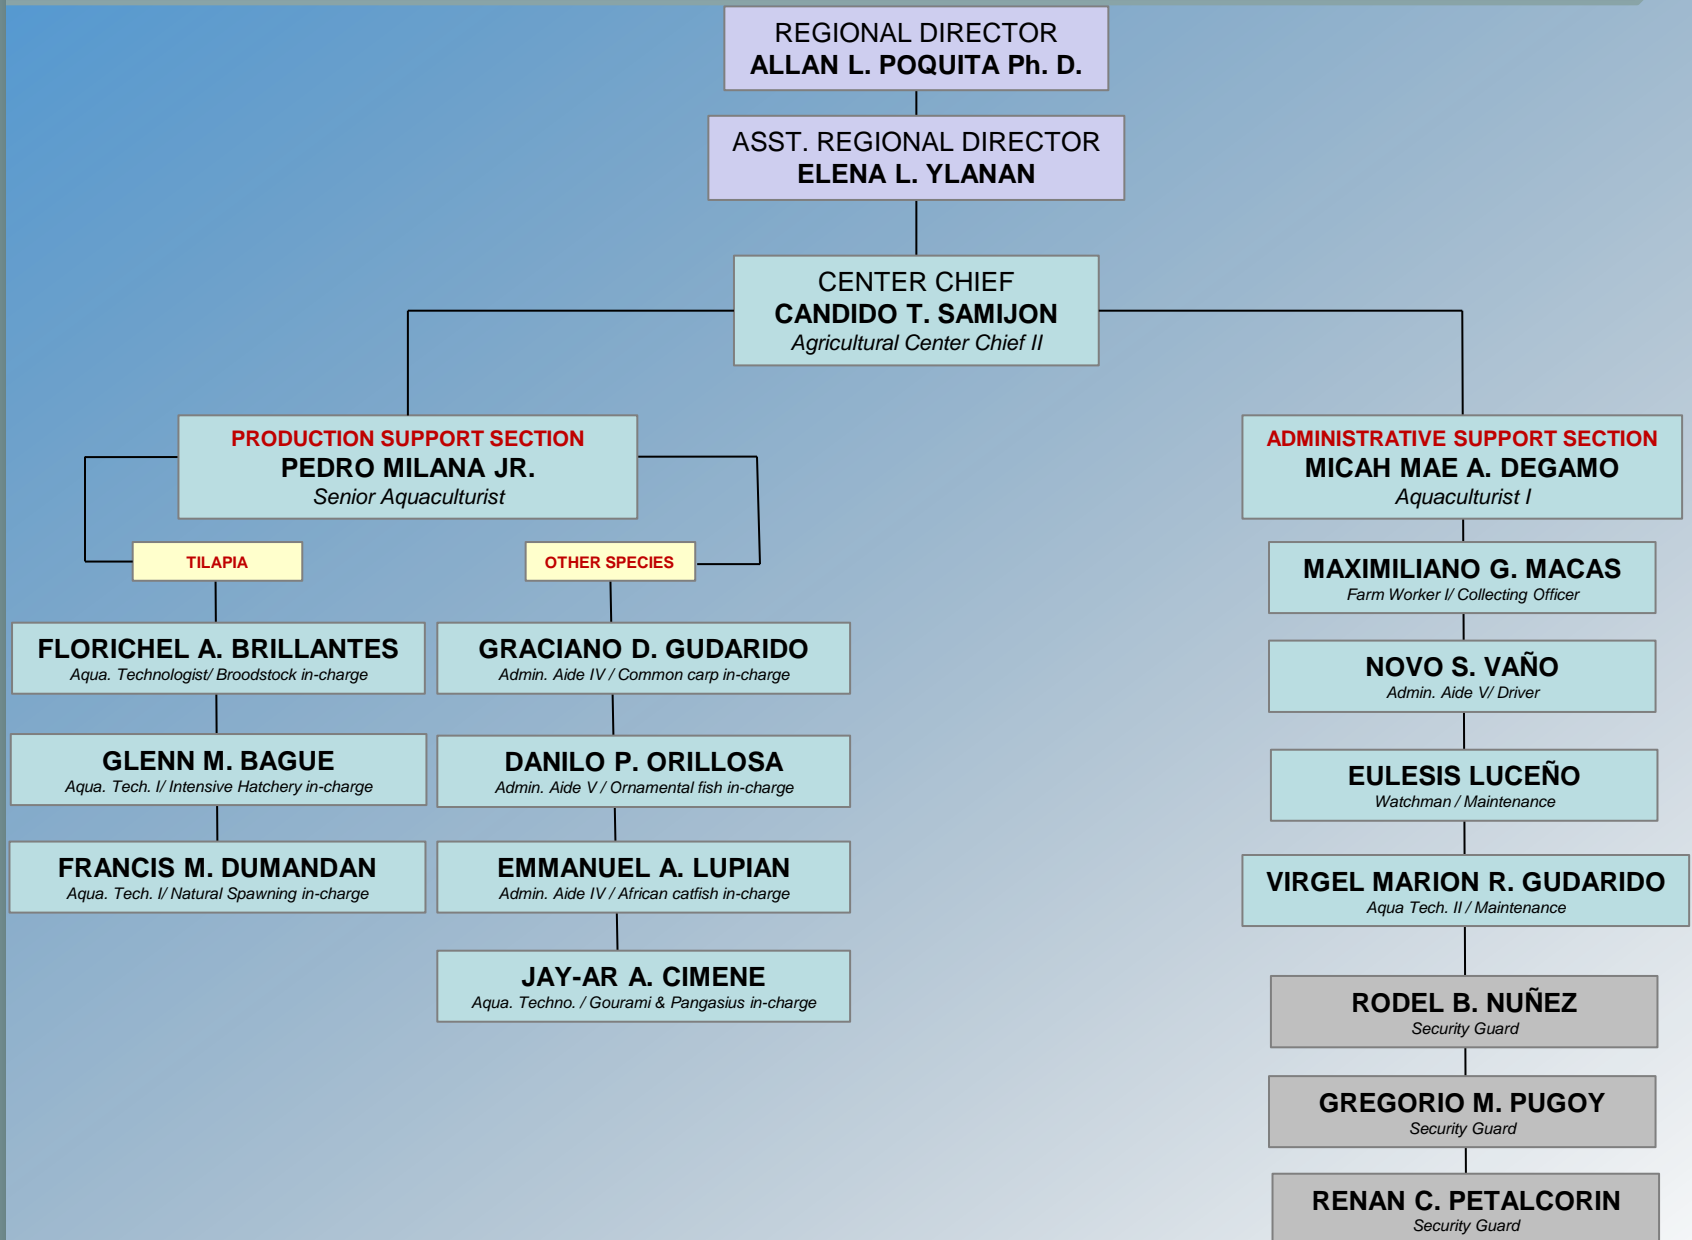 REGIONAL DIRECTOR
ALLAN L. POQUITA Ph. D.
ASST. REGIONAL DIRECTOR
ELENA L. YLANAN
CENTER CHIEF
CANDIDO T. SAMIJON
Agricultural Center Chief II
PRODUCTION SUPPORT SECTION
PEDRO MILANA JR.
Senior Aquaculturist
TILAPIA
FLORICHEL A. BRILLANTES
Aqua. Technologist/ Broodstock in-charge
GLENN M. BAGUE
Aqua. Tech. I/ Intensive Hatchery in-charge
FRANCIS M. DUMANDAN
Aqua. Tech. I/ Natural Spawning in-charge
OTHER SPECIES
GRACIANO D. GUDARIDO
Admin. Aide IV / Common carp in-charge
DANILO P. ORILLOSA
Admin. Aide V / Ornamental fish in-charge
EMMANUEL A. LUPIAN
Admin. Aide IV / African catfish in-charge
JAY-AR A. CIMENE
Aqua. Techno. / Gourami & Pangasius in-charge
ADMINISTRATIVE SUPPORT SECTION
MICAH MAE A. DEGAMO
Aquaculturist I
MAXIMILIANO G. MACAS
Farm Worker I/ Collecting Officer
NOVO S. VAÑO
Admin. Aide V/ Driver
EULESIS LUCEÑO
Watchman / Maintenance
VIRGEL MARION R. GUDARIDO
Aqua Tech. II / Maintenance
RODEL B. NUÑEZ
Security Guard
GREGORIO M. PUGOY
Security Guard
RENAN C. PETALCORIN
Security Guard